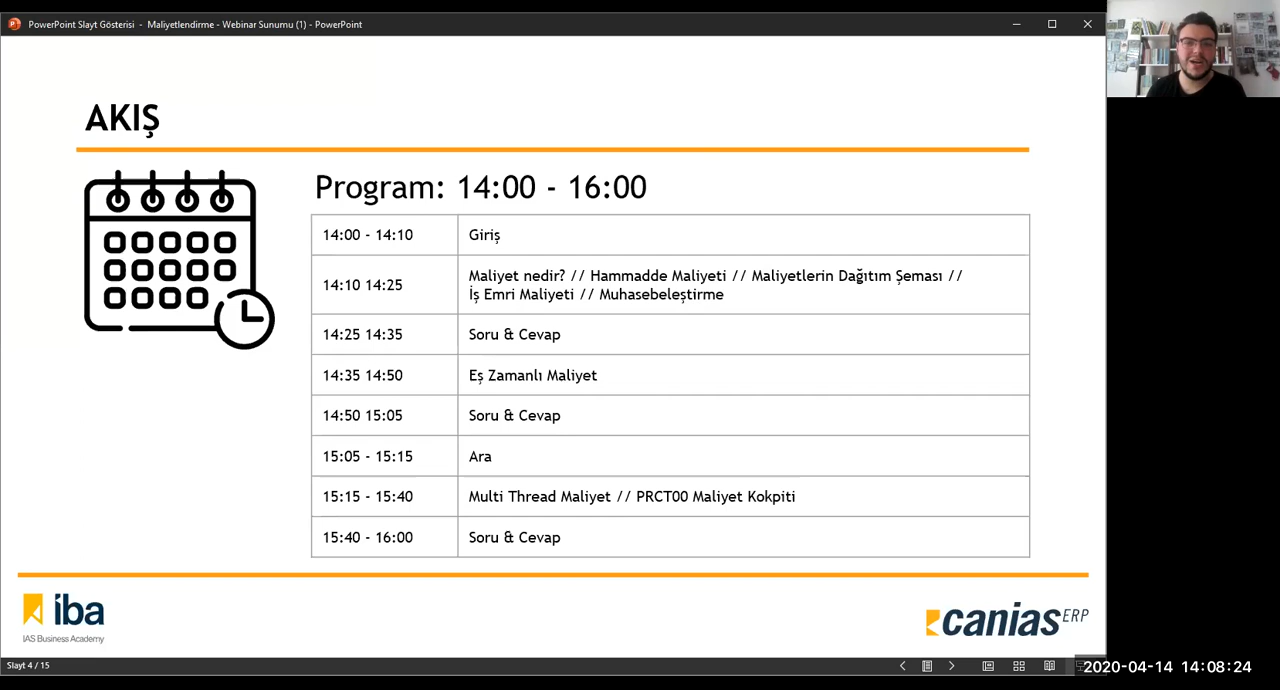 PowerPoint Slayt Gösterisi - Maliyetlendirme - Webinar Sunumu (1) - PowerPoint
AKIŞ
Program: 14:00 - 16:00
14:00 - 14:10 Giriş
14:10 14:25 Maliyet nedir? // Hammadde Maliyeti // Maliyetlerin Dağıtım Şeması //
İş Emri Maliyeti // Muhasebeleştirme
14:25 14:35 Soru & Cevap
14:35 14:50 Eş Zamanlı Maliyet
14:50 15:05 Soru & Cevap
15:05 - 15:15 Ara
15:15 - 15:40 Multi Thread Maliyet // PRCT00 Maliyet Kokpiti
15:40 - 16:00 Soru & Cevap
iba
IAS Business Academy
caniasERP
Slayt 4 / 15
2020-04-14 14:08:24